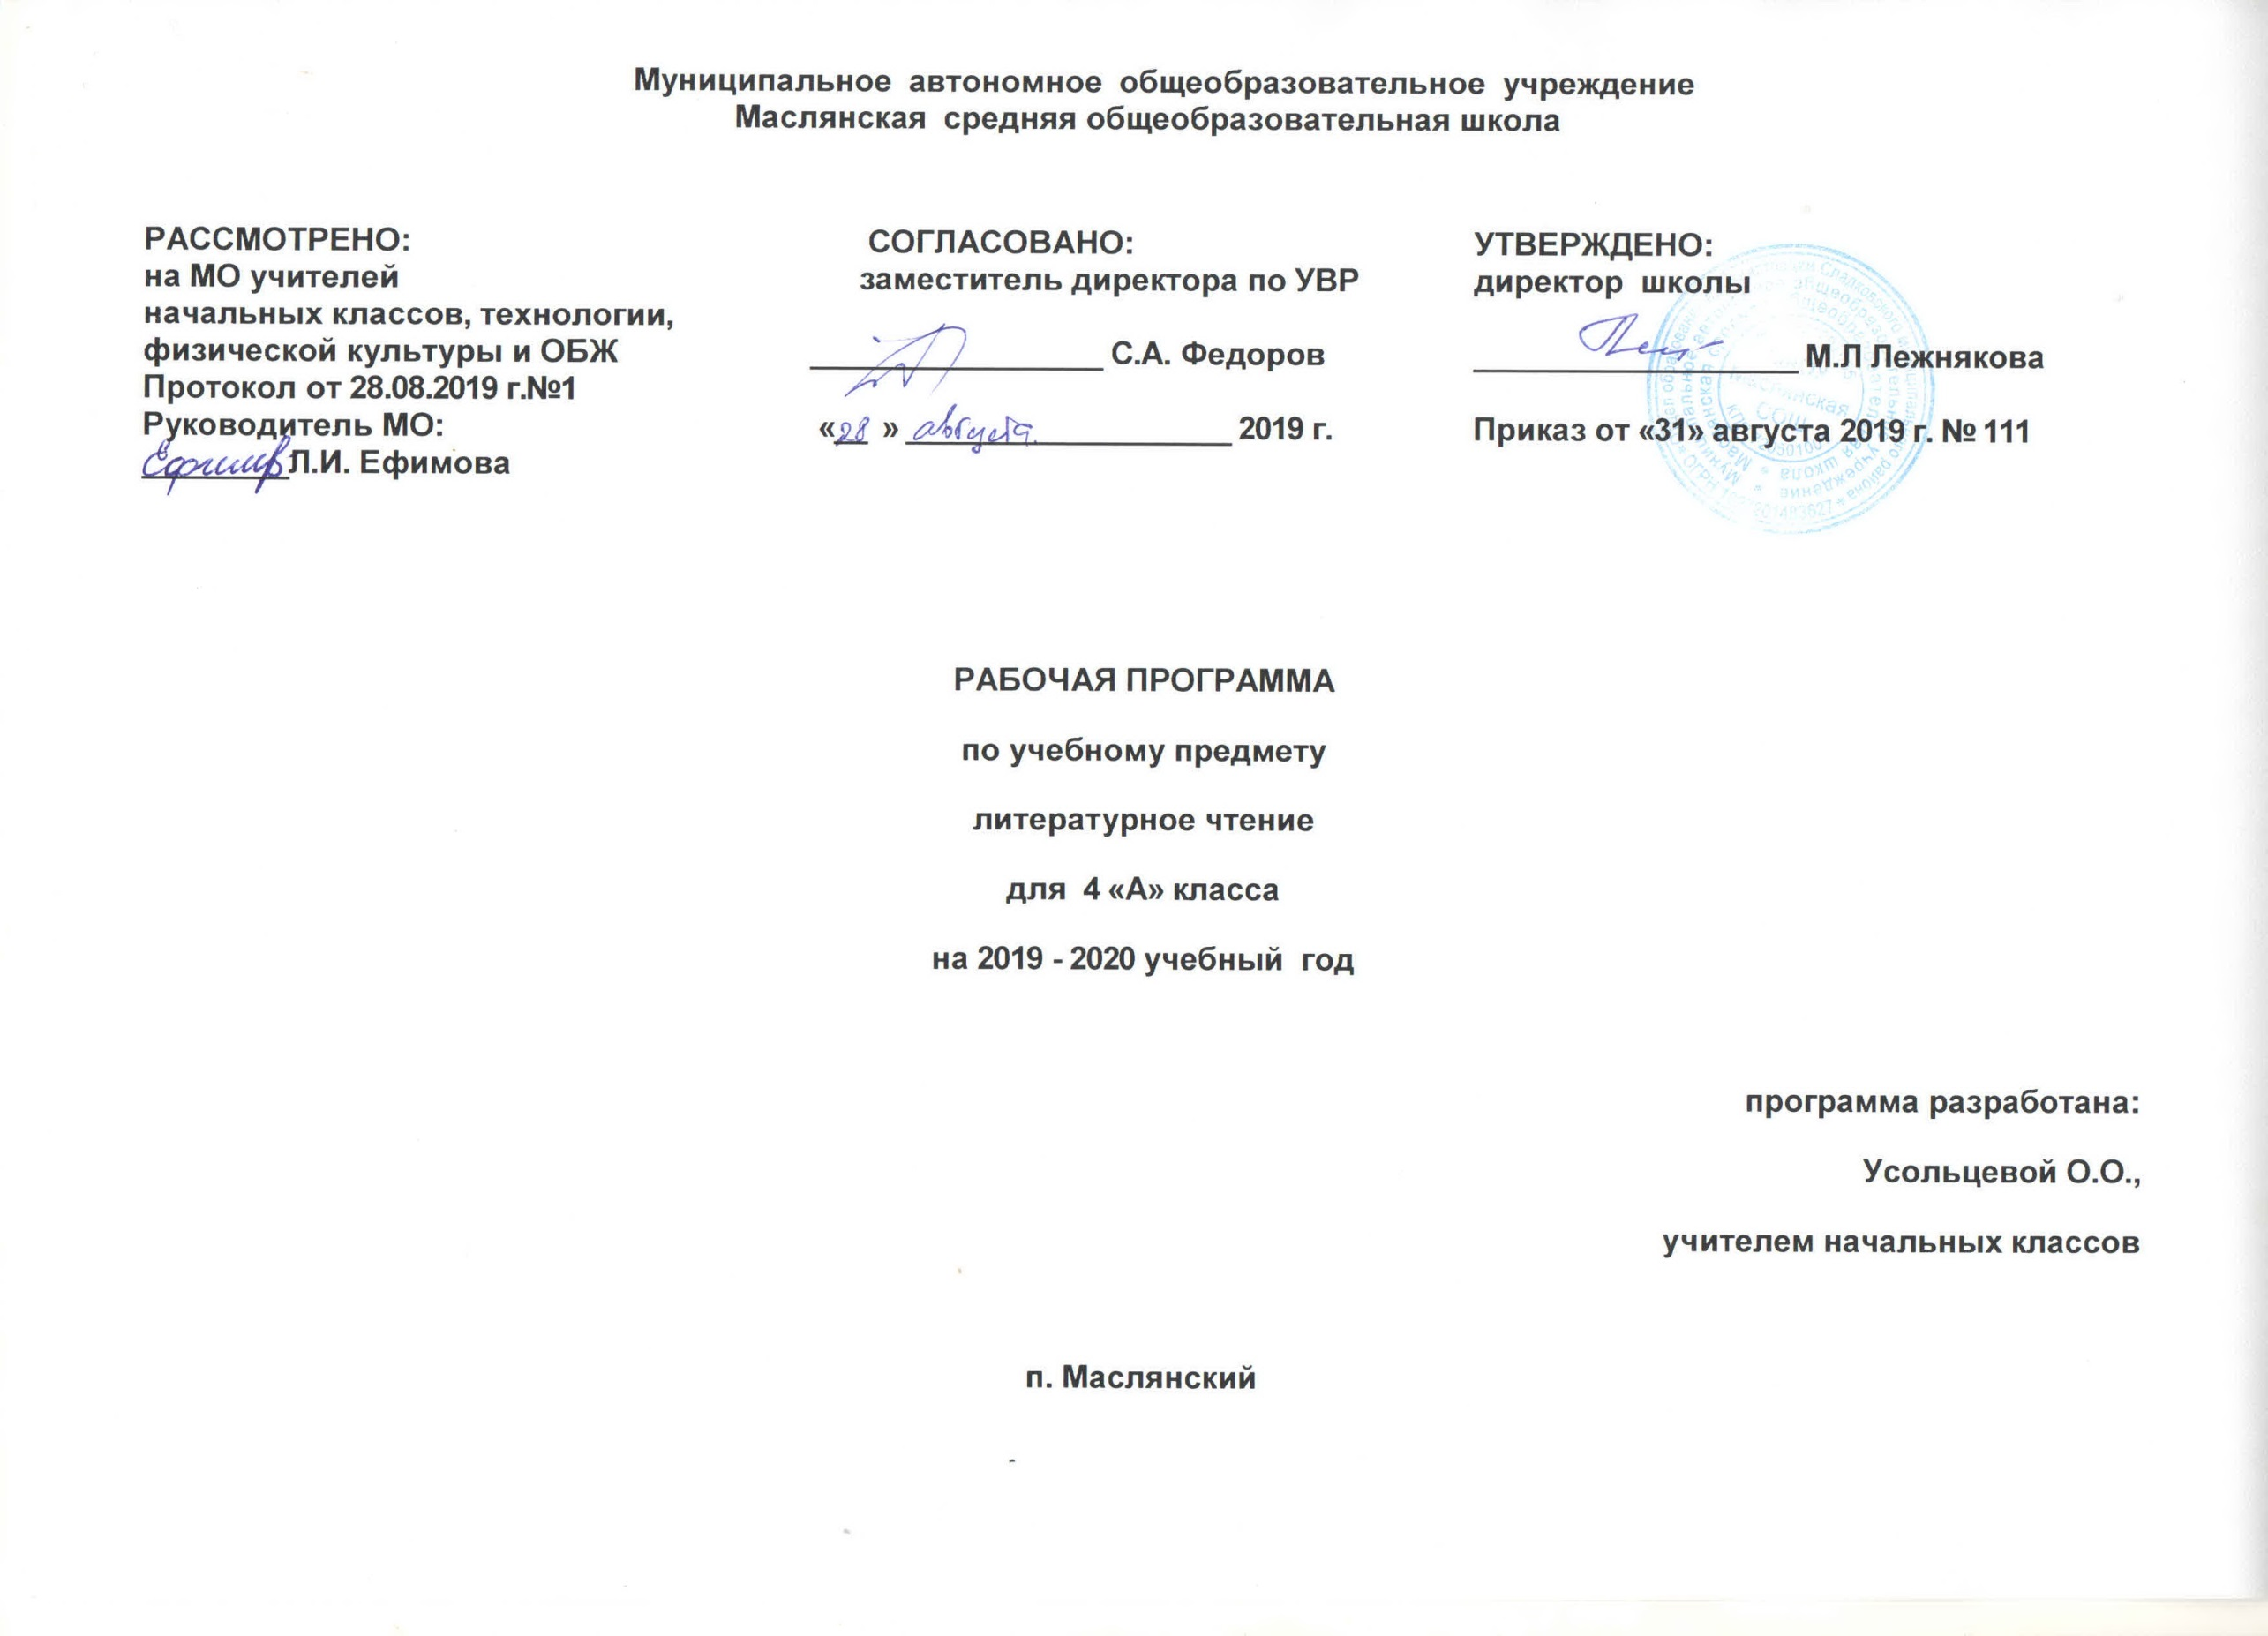 Муниципальное автономное общеобразовательное учреждение
Маслянская средняя общеобразовательная школа
РАССМОТРЕНО:
на МО учителей
начальных классов, технологии,
физической культуры и ОБЖ
Протокол от 28.08.2019 г.№1
Руководитель МО:
Л.И. Ефимова
СОГЛАСОВАНО:
заместитель директора по УВР
С.А. Федоров
«28 » августа 2019 г.
УТВЕРЖДЕНО:
директор школы
М.Л Лежнякова
Приказ от «31» августа 2019 г. № 111
РАБОЧАЯ ПРОГРАММА
по учебному предмету
литературное чтение
для 4 «А» класса
на 2019 - 2020 учебный год
программа разработана:
Усольцевой О.О.,
учителем начальных классов
п. Маслянский